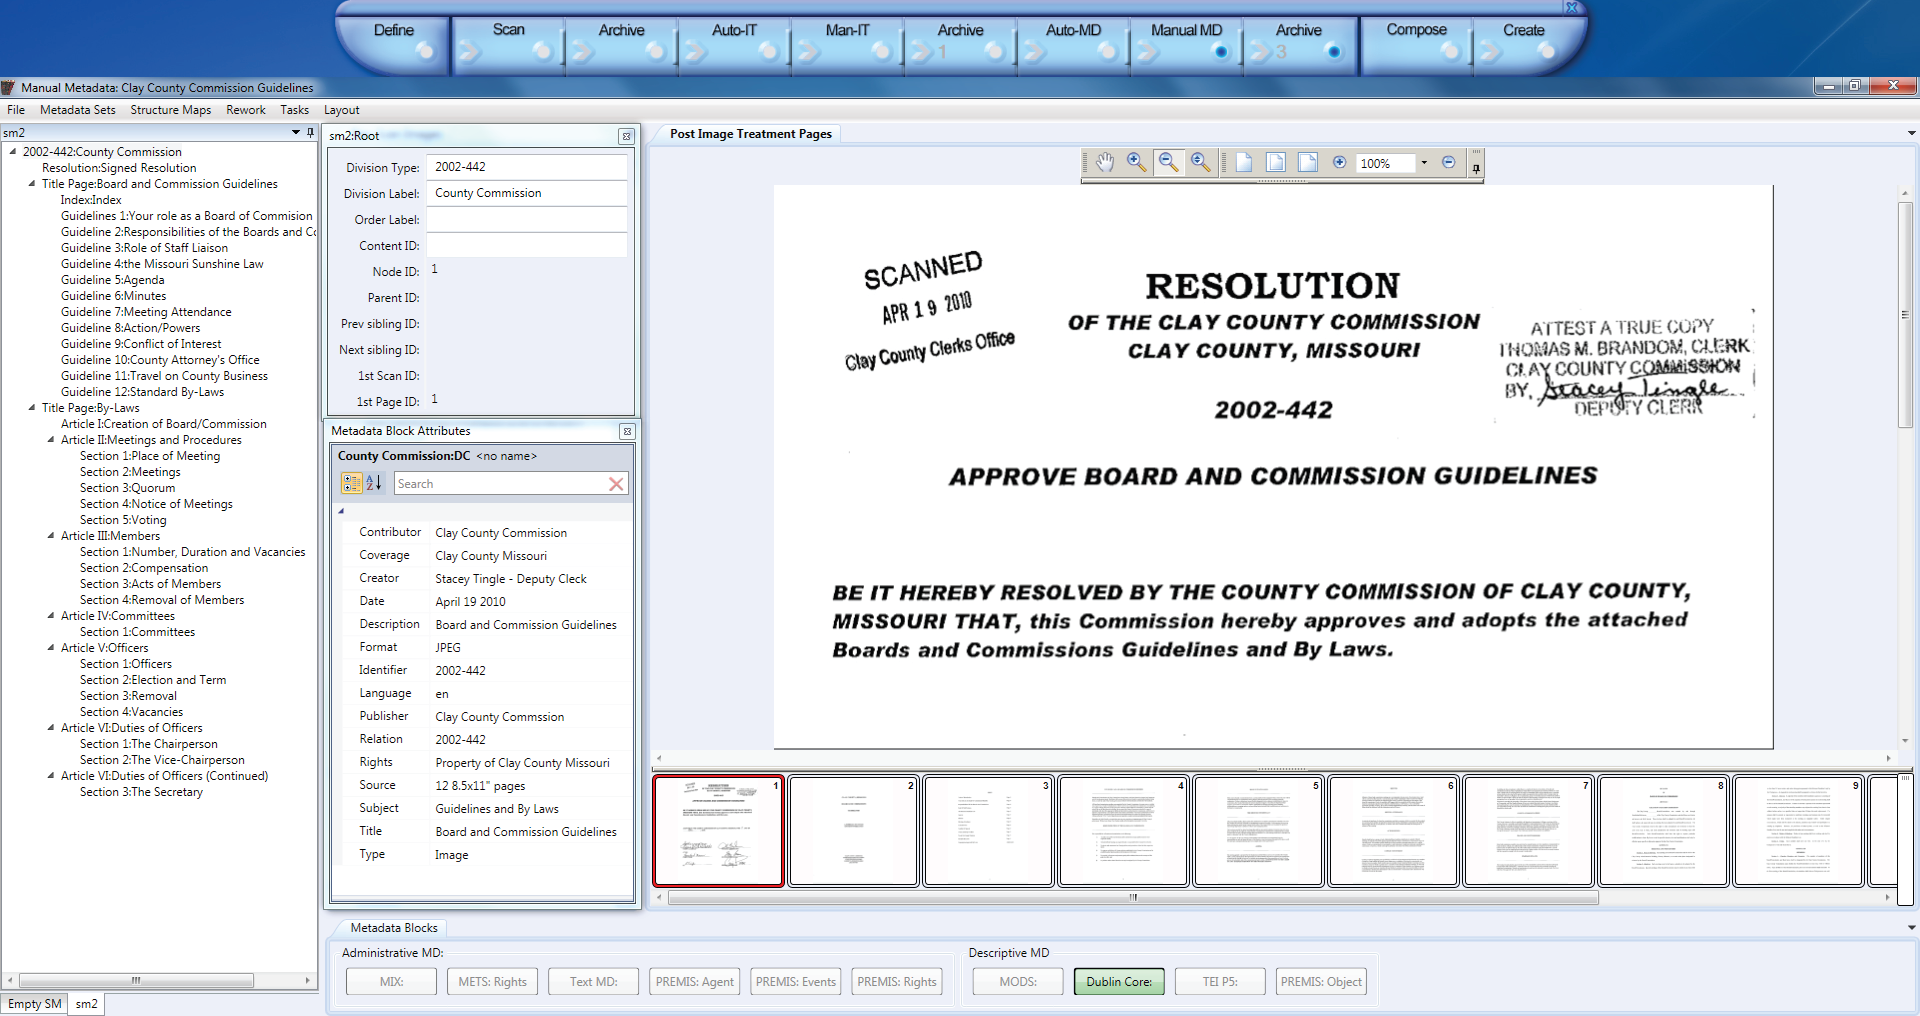 Define
Scan
Archive
Auto-IT
Man-IT
Archive
1
Auto-MD
Manual MD
Archive
3
Compose
Create
Manual Metadata: Clay County Commission Guidelines
File Metadata Sets Structure Maps Rework Tasks Layout
sm2
2002-442:County Commission
Resolution:Signed Resolution
Title Page:Board and Commission Guidelines
Index:Index
Guidelines 1:Your role as a Board of Commision
Guideline 2:Responsibilities of the Boards and Co
Guideline 3:Role of Staff Liaison
Guideline 4:the Missouri Sunshine Law
Guideline 5:Agenda
Guideline 6:Minutes
Guideline 7:Meeting Attendance
Guideline 8:Action/Powers
Guideline 9:Conflict of Interest
Guideline 10:County Attorney's Office
Guideline 11:Travel on County Business
Guideline 12:Standard By-Laws
Title Page:By-Laws
Article I:Creation of Board/Commission
Article II:Meetings and Procedures
Section 1:Place of Meeting
Section 2:Meetings
Section 3:Quorum
Section 4:Notice of Meetings
Section 5:Voting
Article III:Members
Section 1:Number, Duration and Vacancies
Section 2:Compensation
Section 3:Acts of Members
Section 4:Removal of Members
Article IV:Committees
Section 1:Committees
Article V:Officers
Section 1:Officers
Section 2:Election and Term
Section 3:Removal
Section 4:Vacancies
Article VI:Duties of Officers
Section 1:The Chairperson
Section 2:The Vice-Chairperson
Article VI:Duties of Officers (Continued)
Section 3:The Secretary
Empty SM sm2
sm2:Root
Division Type: 2002-442
Division Label: County Commission
Order Label:
Content ID:
Node ID: 1
Parent ID:
Prev sibling ID:
Next sibling ID:
1st Scan ID:
1st Page ID: 1
Metadata Block Attributes
County Commission:DC <no name>
Search
Contributor Clay County Commission
Coverage Clay County Missouri
Creator Stacey Tingle - Deputy Cleck
Date April 19 2010
Description Board and Commission Guidelines
Format JPEG
Identifier 2002-442
Language en
Publisher Clay County Commssion
Relation 2002-442
Rights Property of Clay County Missouri
Source 12 8.5x11" pages
Subject Guidelines and By Laws
Title Board and Commission Guidelines
Type Image
Post Image Treatment Pages
100%
SCANNED
APR 19 2010
Clay County Clerks Office
RESOLUTION
OF THE CLAY COUNTY COMMISSION
CLAY COUNTY, MISSOURI
2002-442
ATTEST A TRUE COPY
THOMAS M. BRANDOM, CLERK
CLAY COUNTY COMMISSION
BY, Stacey Tingle
DEPUTY CLERK
APPROVE BOARD AND COMMISSION GUIDELINES
BE IT HEREBY RESOLVED BY THE COUNTY COMMISSION OF CLAY COUNTY,
MISSOURI THAT, this Commission hereby approves and adopts the attached
Boards and Commissions Guidelines and By Laws.
1 2 3 4 5 6 7 8 9
Metadata Blocks
Administrative MD:
MIX: METS: Rights Text MD: PREMIS: Agent PREMIS: Events PREMIS: Rights
Descriptive MD
MODS: Dublin Core: TEI P5: PREMIS: Object